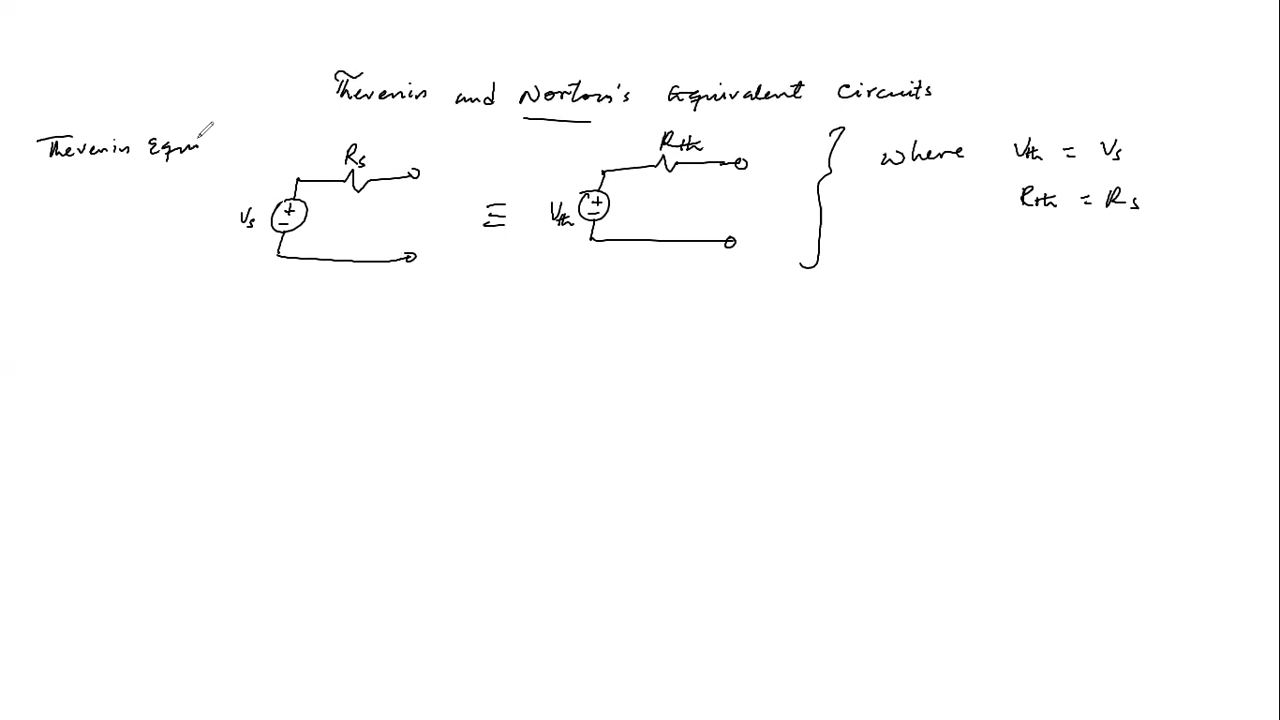 Thevenin and Norton's Equivalent Circuits
Thevenin Equi
Rs
Vs
+
-
≡
Rth
Vth
+
-
where Vth = Vs
Rth = Rs